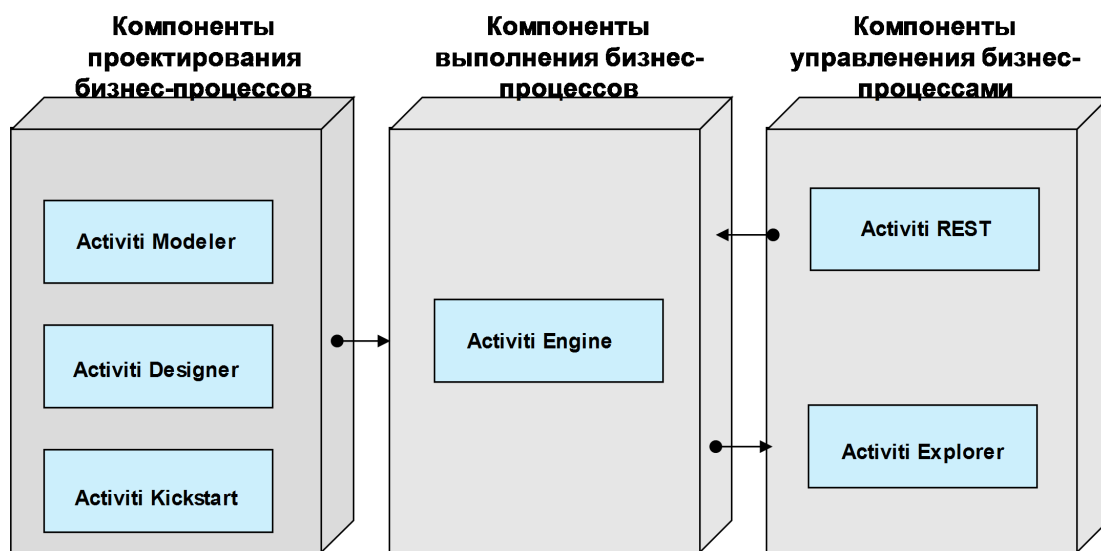 Компоненты
проектирования
бизнес-процессов
Activiti Modeler
Activiti Designer
Activiti Kickstart
Компоненты
выполнения бизнес-
процессов
Activiti Engine
Компоненты
управленения бизнес-
процессами
Activiti REST
Activiti Explorer